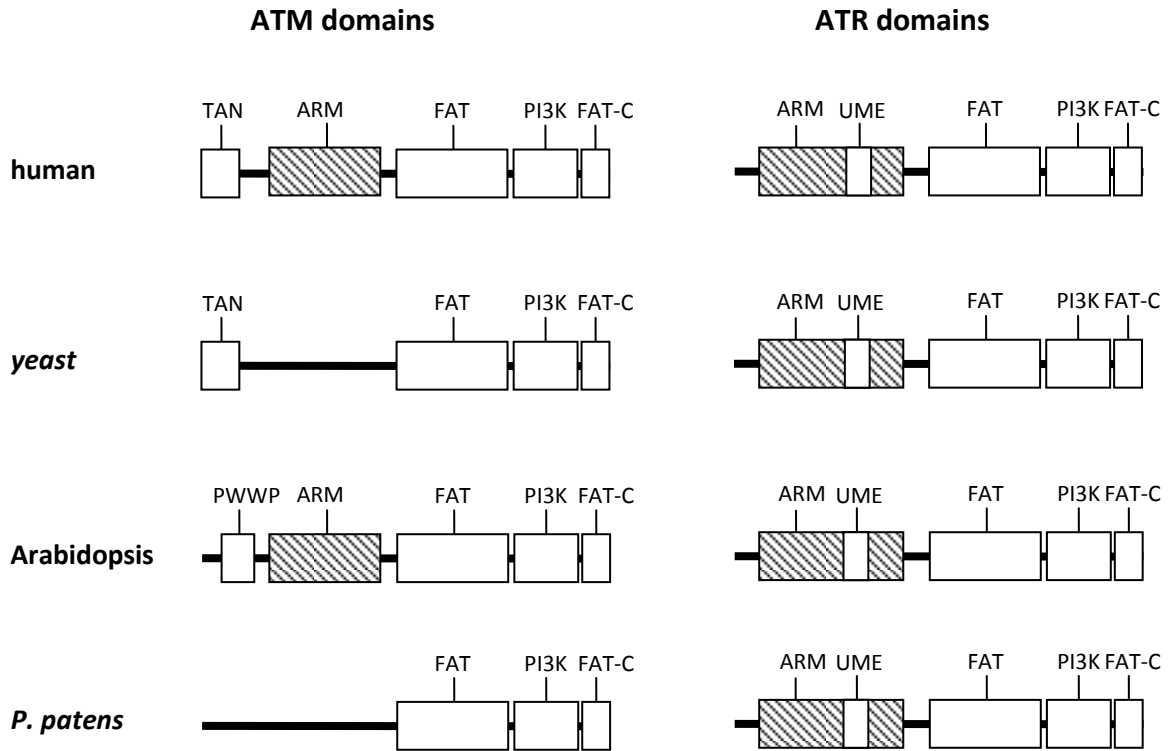 ATM domains ATR domains
TAN ARM FAT PI3K FAT-C ARM UME FAT PI3K FAT-C
human
TAN FAT PI3K FAT-C ARM UME FAT PI3K FAT-C
yeast
PWWP ARM FAT PI3K FAT-C ARM UME FAT PI3K FAT-C
Arabidopsis
FAT PI3K FAT-C ARM UME FAT PI3K FAT-C
P. patens